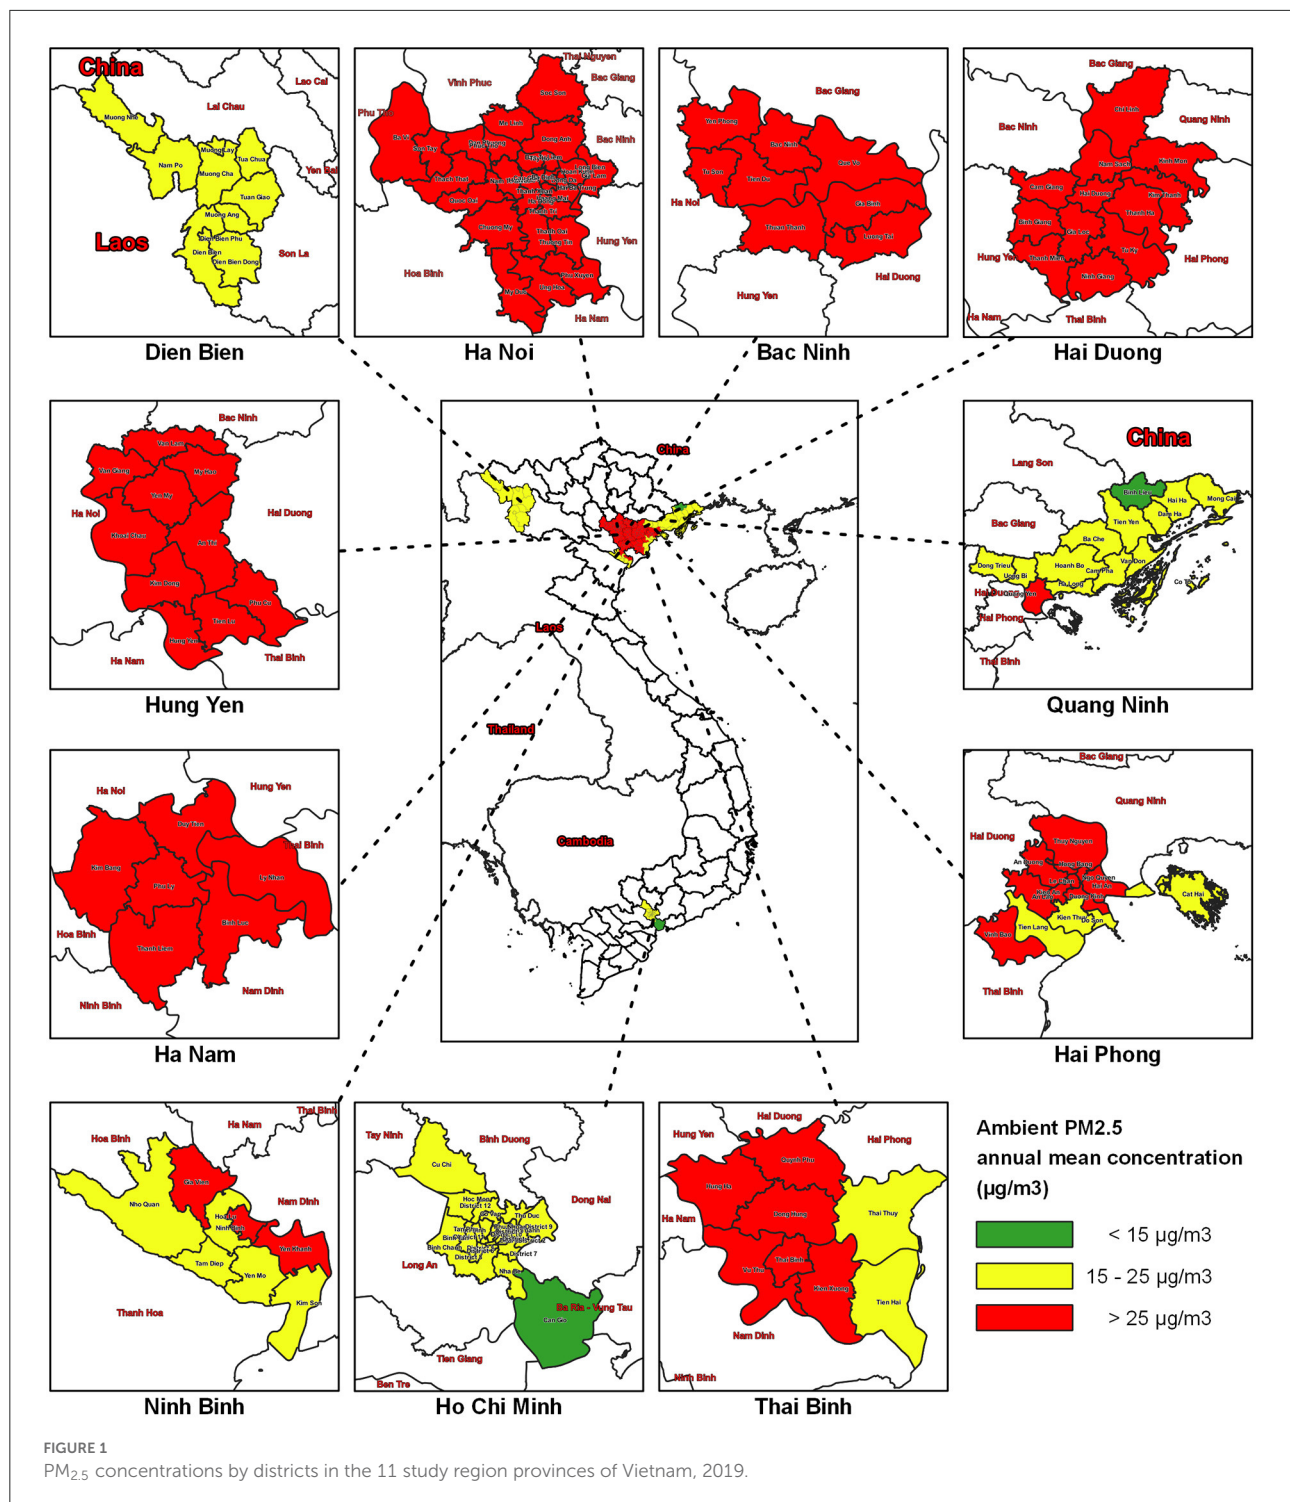 China
Lao Cai
Lai Chau
Muong Nhe
Muong Lay
Tua Chua
Nam Po
Muong Cha
Tuan Giao
Muong Ang
Dien Bien Phu
Dien Bien
Dien Bien Dong
Laos
Son La
Dien Bien
Thai Nguyen
Vinh Phuc
Bac Giang
Soc Son
Ba Vi
Me Linh
Bac Ninh
Son Tay
Dong Anh
Thach That
Quoc Oai
Chuong My
Thanh Oai
Thuong Tin
Hung Yen
Hoa Binh
Phu Xuyen
My Duc
Ung Hoa
Ha Nam
Ha Noi
Bac Giang
Yen Phong
Bac Ninh
Que Vo
Tu Son
Tien Du
Ha Noi
Gia Binh
Thuan Thanh
Luong Tai
Hai Duong
Hung Yen
Bac Ninh
Bac Giang
Chi Linh
Bac Ninh
Quang Ninh
Nam Sach
Kinh Mon
Cam Giang
Hai Duong
Kim Thanh
Binh Giang
Thanh Ha
Gia Loc
Tu Ky
Thanh Mien
Hai Phong
Ninh Giang
Ha Nam
Thai Binh
Hai Duong
Bac Ninh
Van Lam
Van Giang
My Hao
Yen My
Ha Noi
Hai Duong
Khoai Chau
An Thi
Kim Dong
Phu Cu
Tien Lu
Hung Yen
Ha Nam
Thai Binh
Hung Yen
China
Laos
Thailand
Cambodia
China
Lang Son
Binh Lieu
Hai Ha
Mong Cai
Dam Ha
Bac Giang
Tien Yen
Ba Che
Van Don
Dong Trieu
Hoanh Bo
Cam Pha
Uong Bi
Ha Long
Hai Duong
Hai Phong
Thai Binh
Quang Ninh
Ha Noi
Hung Yen
Duy Tien
Thai Binh
Kim Bang
Ly Nhan
Phu Ly
Binh Luc
Hoa Binh
Thanh Liem
Nam Dinh
Ninh Binh
Ha Nam
Bac Giang
Quang Ninh
Hai Duong
Thuy Nguyen
An Duong
Hong Bang
Le Chan
Hai An
Cat Hai
Kien Thuy
Do Son
Tien Lang
Vinh Bao
Thai Binh
Hai Phong
Thai Binh
Ha Nam
Hoa Binh
Gia Vien
Nho Quan
Nam Dinh
Ninh Binh
Yen Khanh
Tam Diep
Yen Mo
Kim Son
Thanh Hoa
Ninh Binh
Tay Ninh
Binh Duong
Cu Chi
Dong Nai
Hoc Mon
District 12
Thu Duc
District 9
Binh Chanh
District 7
Long An
Nha Be
Ba Ria - Vung Tau
Can Gio
Tien Giang
Ben Tre
Ho Chi Minh
Hai Duong
Hung Yen
Hai Phong
Quynh Phu
Hung Ha
Ha Nam
Dong Hung
Thai Thuy
Thai Binh
Vu Thu
Kien Xuong
Tien Hai
Nam Dinh
Ninh Binh
Thai Binh
Ambient PM2.5
annual mean concentration
(µg/m3)
< 15 µg/m3
15 - 25 µg/m3
> 25 µg/m3
FIGURE 1
PM2.5 concentrations by districts in the 11 study region provinces of Vietnam, 2019.